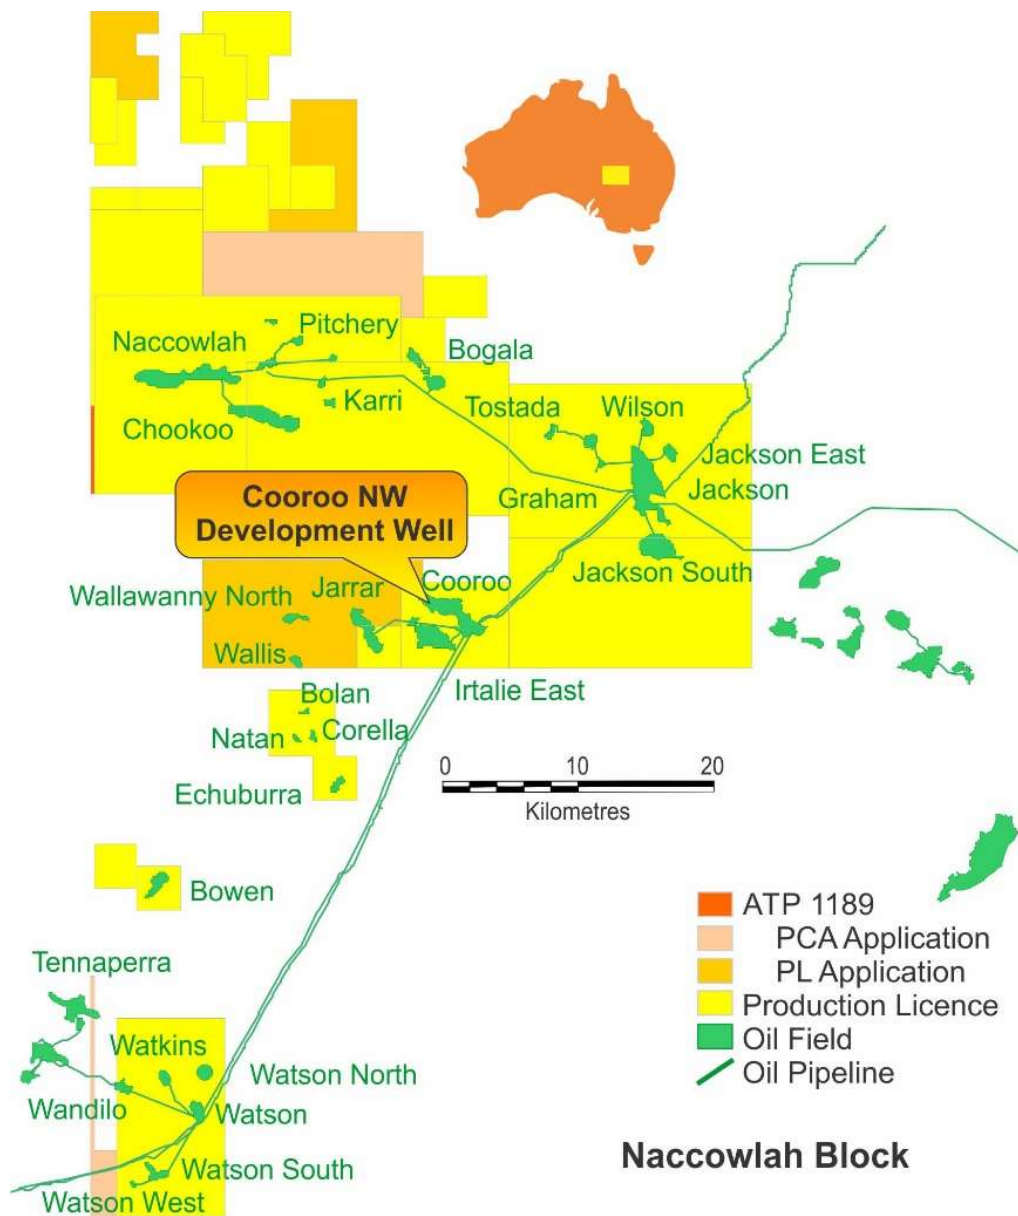 Pitchery
Naccowlah
Bogala
Karri
Tostada
Wilson
Chookoo
Jackson East
Graham
Jackson
Cooroo NW
Development Well
Jackson South
Cooroo
Jarrar
Wallawanny North
Wallis
Irtalie East
Bolan
Natan
Corella
Echuburra
0 10 20
Kilometres
Bowen
ATP 1189
PCA Application
PL Application
Production Licence
Oil Field
Oil Pipeline
Tennaperra
Watkins
Watson North
Wandilo
Watson
Watson South
Watson West
Naccowlah Block